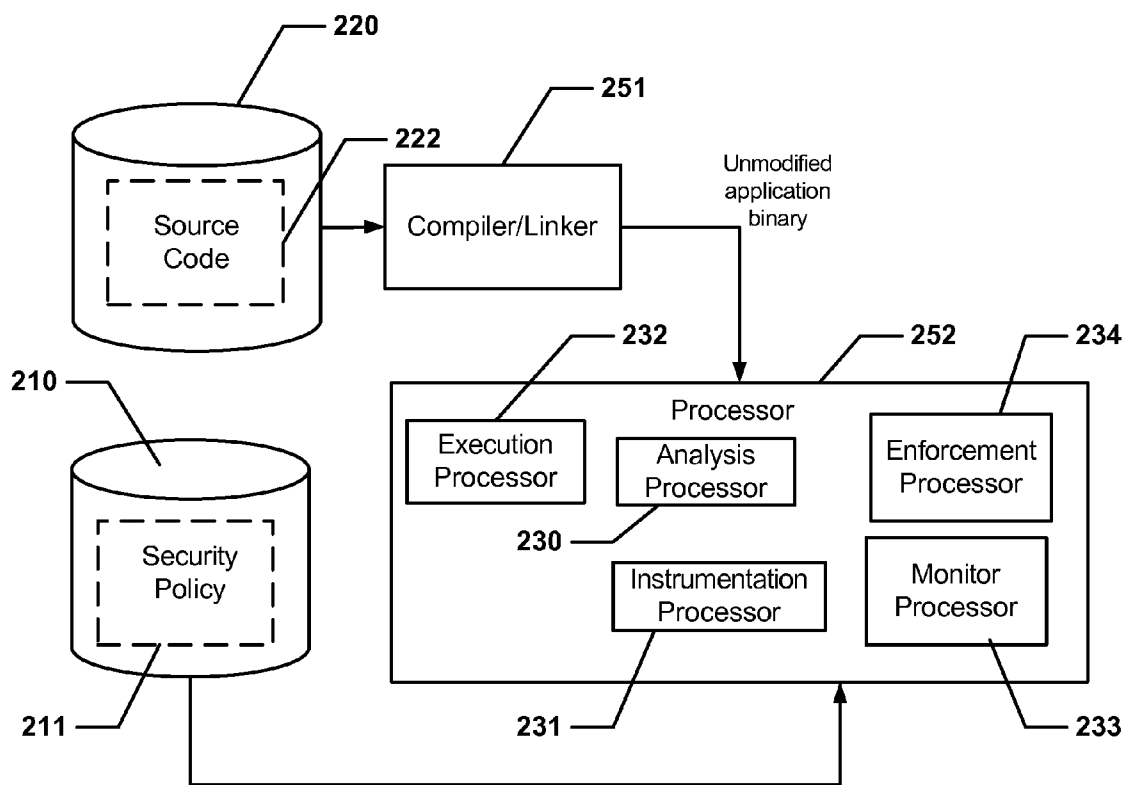 220
251
222
Unmodified
application
binary
Source
Code
Compiler/Linker
232
252
234
210
Processor
Execution
Processor
Analysis
Processor
Enforcement
Processor
230
Security
Policy
Instrumentation
Processor
Monitor
Processor
211
231
233